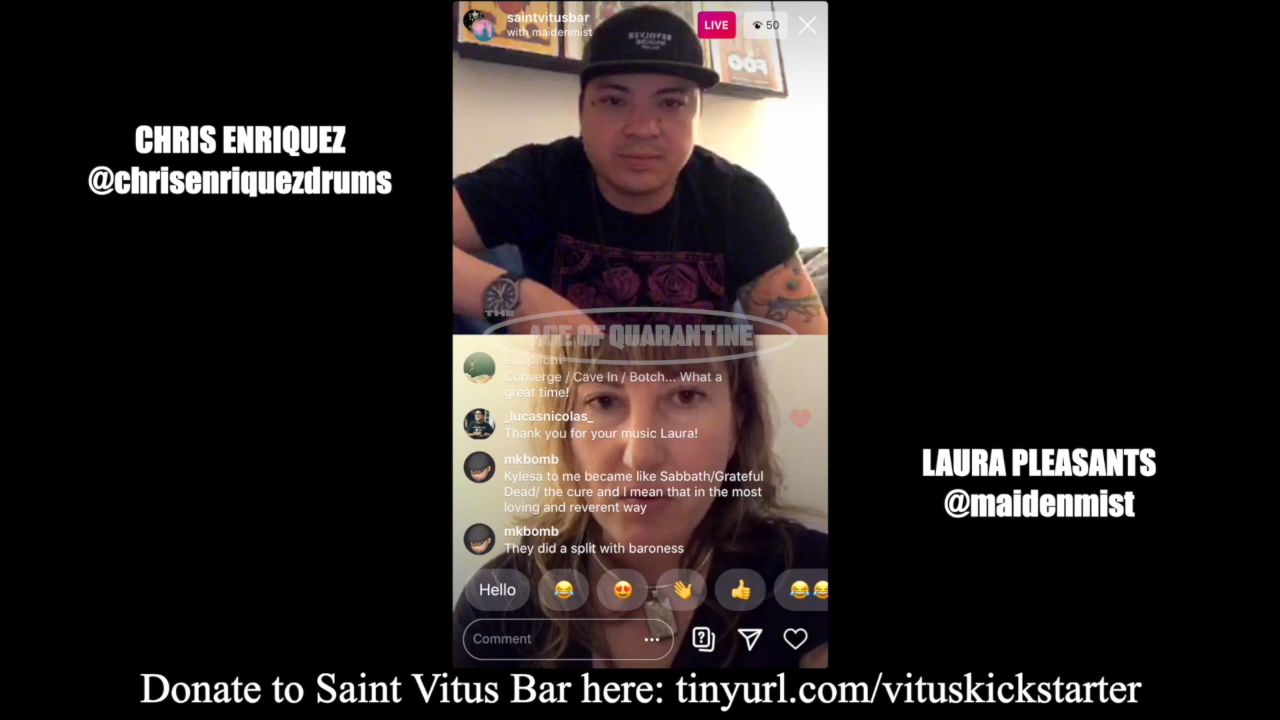 saintvitusbar
with maidenmist
LIVE
50
CHRIS ENRIQUEZ
@chrisenriquezdrums
THE
AGE OF QUARANTINE
Converge / Cave In / Botch... What a
great time!
_lucasnicolas_
Thank you for your music Laura!
mkbomb
Kylesa to me became like Sabbath/Grateful
Dead/ the cure and I mean that in the most
loving and reverent way
mkbomb
They did a split with baroness
LAURA PLEASANTS
@maidenmist
Hello
Comment
Donate to Saint Vitus Bar here: tinyurl.com/vituskickstarter